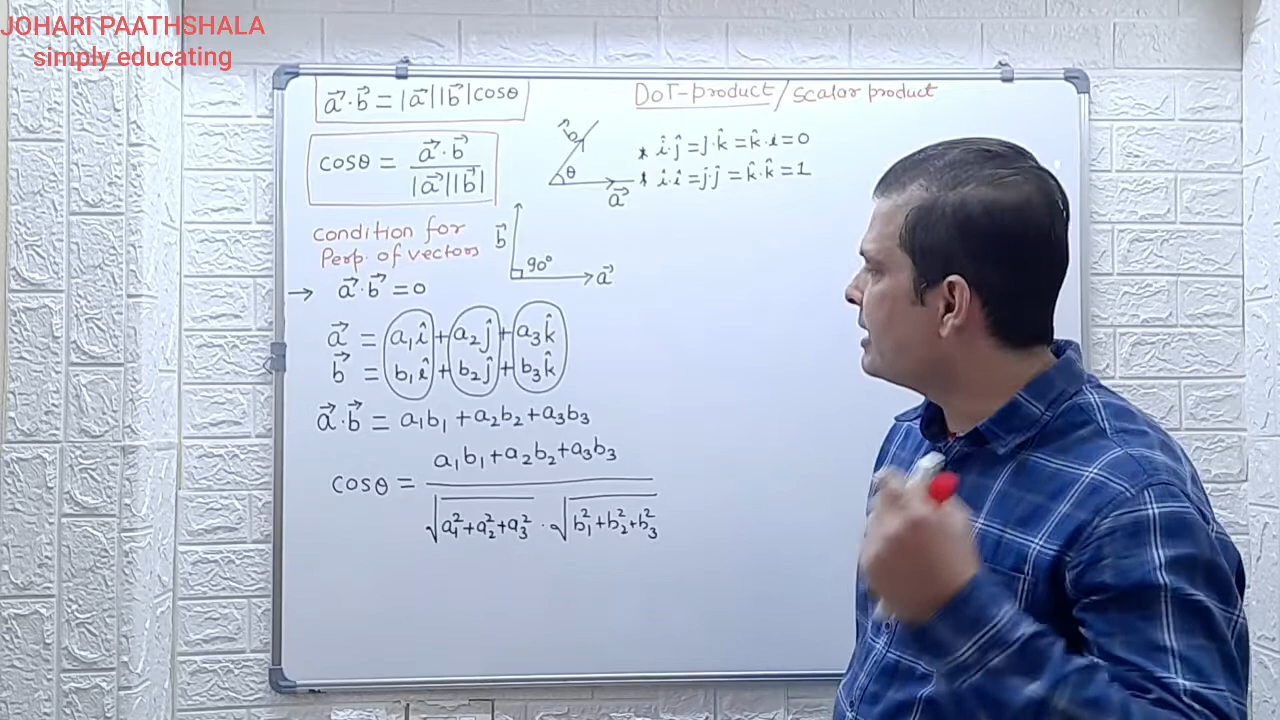 JOHARI PAATHSHALA
simply educating
a⃗·b⃗ = |a⃗||b⃗|cosθ
DOT-product / scalar product
cosθ = a⃗·b⃗ / |a⃗||b⃗|
b⃗
θ
a⃗
* î·ĵ = j·k̂ = k̂·i = 0
* î·î = j·ĵ = k̂·k̂ = 1
condition for
Perp. of vectors
b⃗
90°
a⃗
→ a⃗·b⃗ = 0
a⃗ = a₁î + a₂ĵ + a₃k̂
b⃗ = b₁î + b₂ĵ + b₃k̂
a⃗·b⃗ = a₁b₁ + a₂b₂ + a₃b₃
cosθ = a₁b₁ + a₂b₂ + a₃b₃ / √(a₁² + a₂² + a₃²) · √(b₁² + b₂² + b₃²)